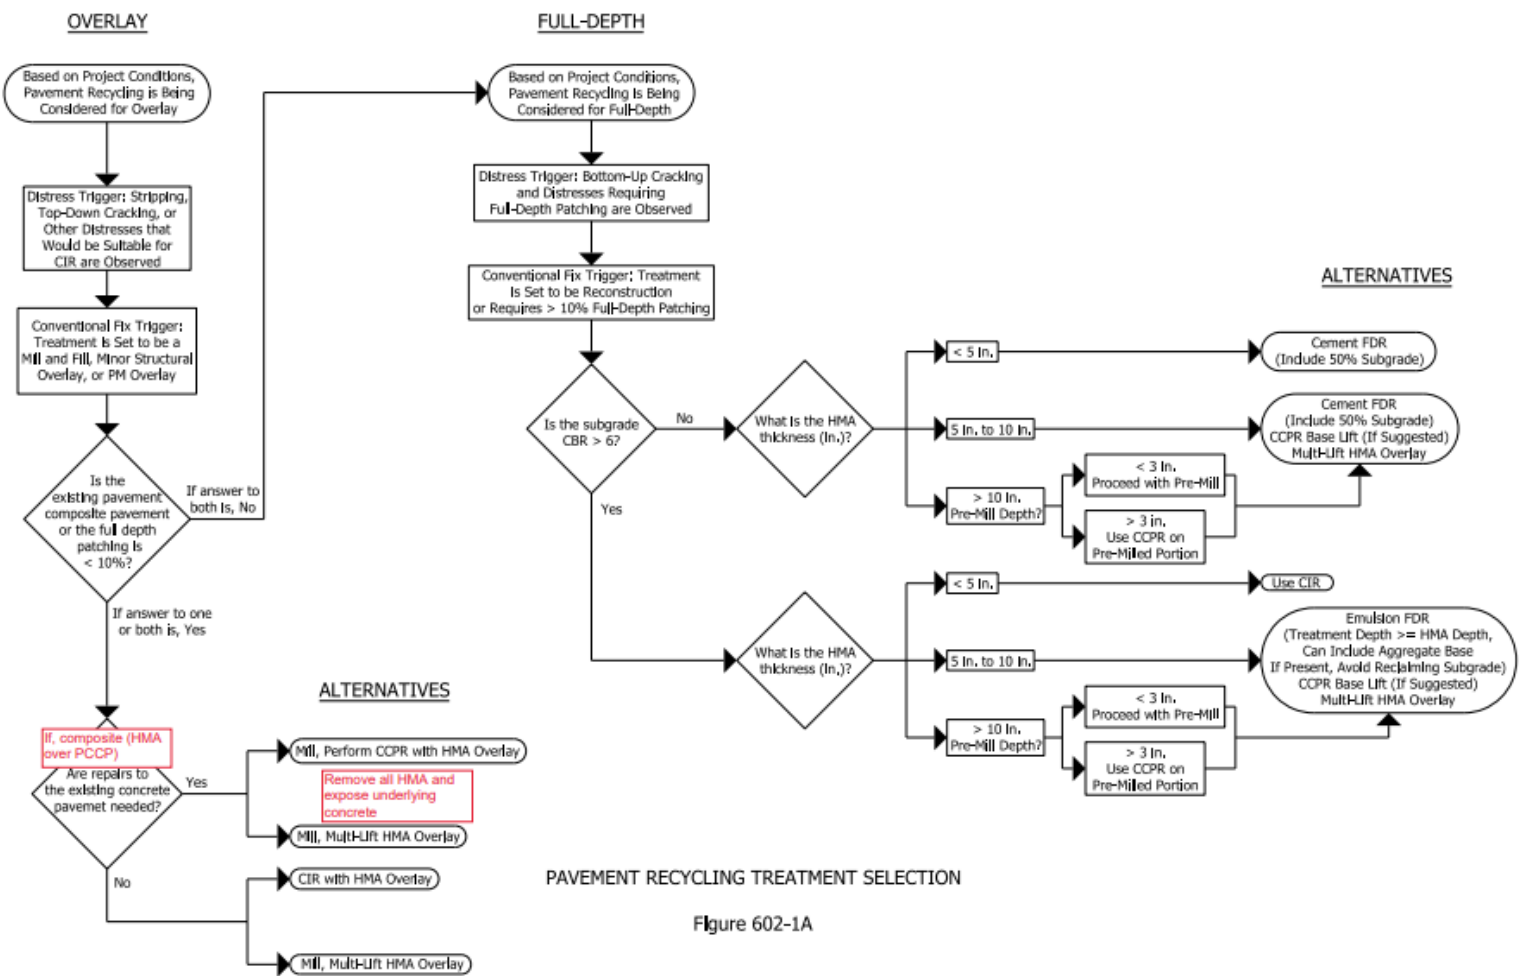 OVERLAY
Based on Project Conditions,
Pavement Recycling is Being
Considered for Overlay
Distress Trigger: Stripping,
Top-Down Cracking, or
Other Distresses that
Would be Suitable for
CIR are Observed
Conventional Fix Trigger:
Treatment is Set to be a
Mill and Fill, Minor Structural
Overlay, or PM Overlay
Is the
existing pavement
composite pavement
or the full depth
patching is
< 10%?
If answer to
both is, No
If answer to one
or both is, Yes
If, composite (HMA
over PCCP)
Are repairs to
the existing concrete
pavemet needed?
Yes
No
ALTERNATIVES
Mill, Perform CCPR with HMA Overlay
Remove all HMA and
expose underlying
concrete
Mill, Multi-Lift HMA Overlay
CIR with HMA Overlay
Mill, Multi-Lift HMA Overlay
FULL-DEPTH
Based on Project Conditions,
Pavement Recycling is Being
Considered for Full-Depth
Distress Trigger: Bottom-Up Cracking
and Distresses Requiring
Full-Depth Patching are Observed
Conventional Fix Trigger: Treatment
is Set to be Reconstruction
or Requires > 10% Full-Depth Patching
Is the subgrade
CBR > 6?
No
Yes
What is the HMA
thickness (in.)?
< 5 in.
5 in. to 10 in.
> 10 in.
Pre-Mill Depth?
< 3 in.
Proceed with Pre-Mill
> 3 in.
Use CCPR on
Pre-Milled Portion
ALTERNATIVES
Cement FDR
(Include 50% Subgrade)
Cement FDR
(Include 50% Subgrade)
CCPR Base Lift (If Suggested)
Multi-Lift HMA Overlay
What is the HMA
thickness (in.)?
< 5 in.
5 in. to 10 in.
> 10 in.
Pre-Mill Depth?
< 3 in.
Proceed with Pre-Mill
> 3 in.
Use CCPR on
Pre-Milled Portion
Use CIR
Emulsion FDR
(Treatment Depth >= HMA Depth,
Can Include Aggregate Base
If Present, Avoid Reclaiming Subgrade)
CCPR Base Lift (If Suggested)
Multi-Lift HMA Overlay
PAVEMENT RECYCLING TREATMENT SELECTION
Figure 602-1A